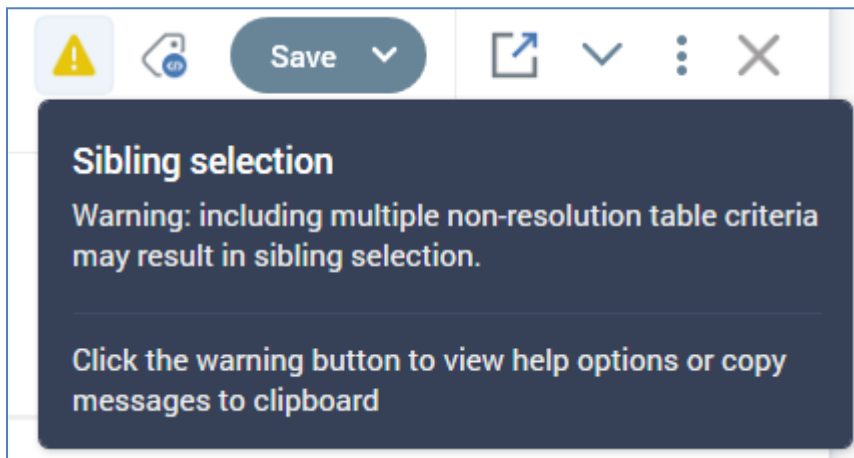 Save
Sibling selection
Warning: including multiple non-resolution table criteria
may result in sibling selection.
Click the warning button to view help options or copy
messages to clipboard